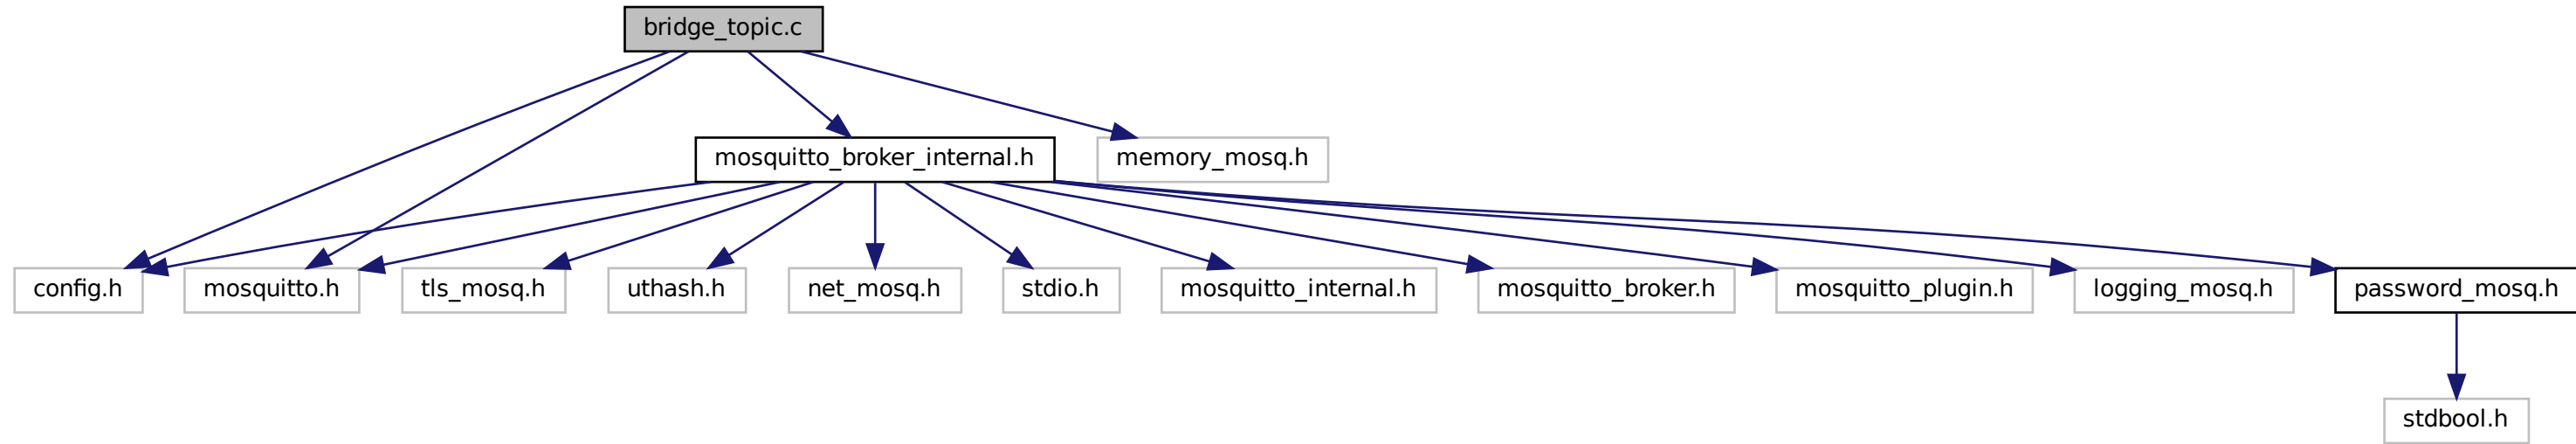 bridge_topic.c
mosquitto_broker_internal.h
memory_mosq.h
config.h
mosquitto.h
tls_mosq.h
uthash.h
net_mosq.h
stdio.h
mosquitto_internal.h
mosquitto_broker.h
mosquitto_plugin.h
logging_mosq.h
password_mosq.h
stdbool.h